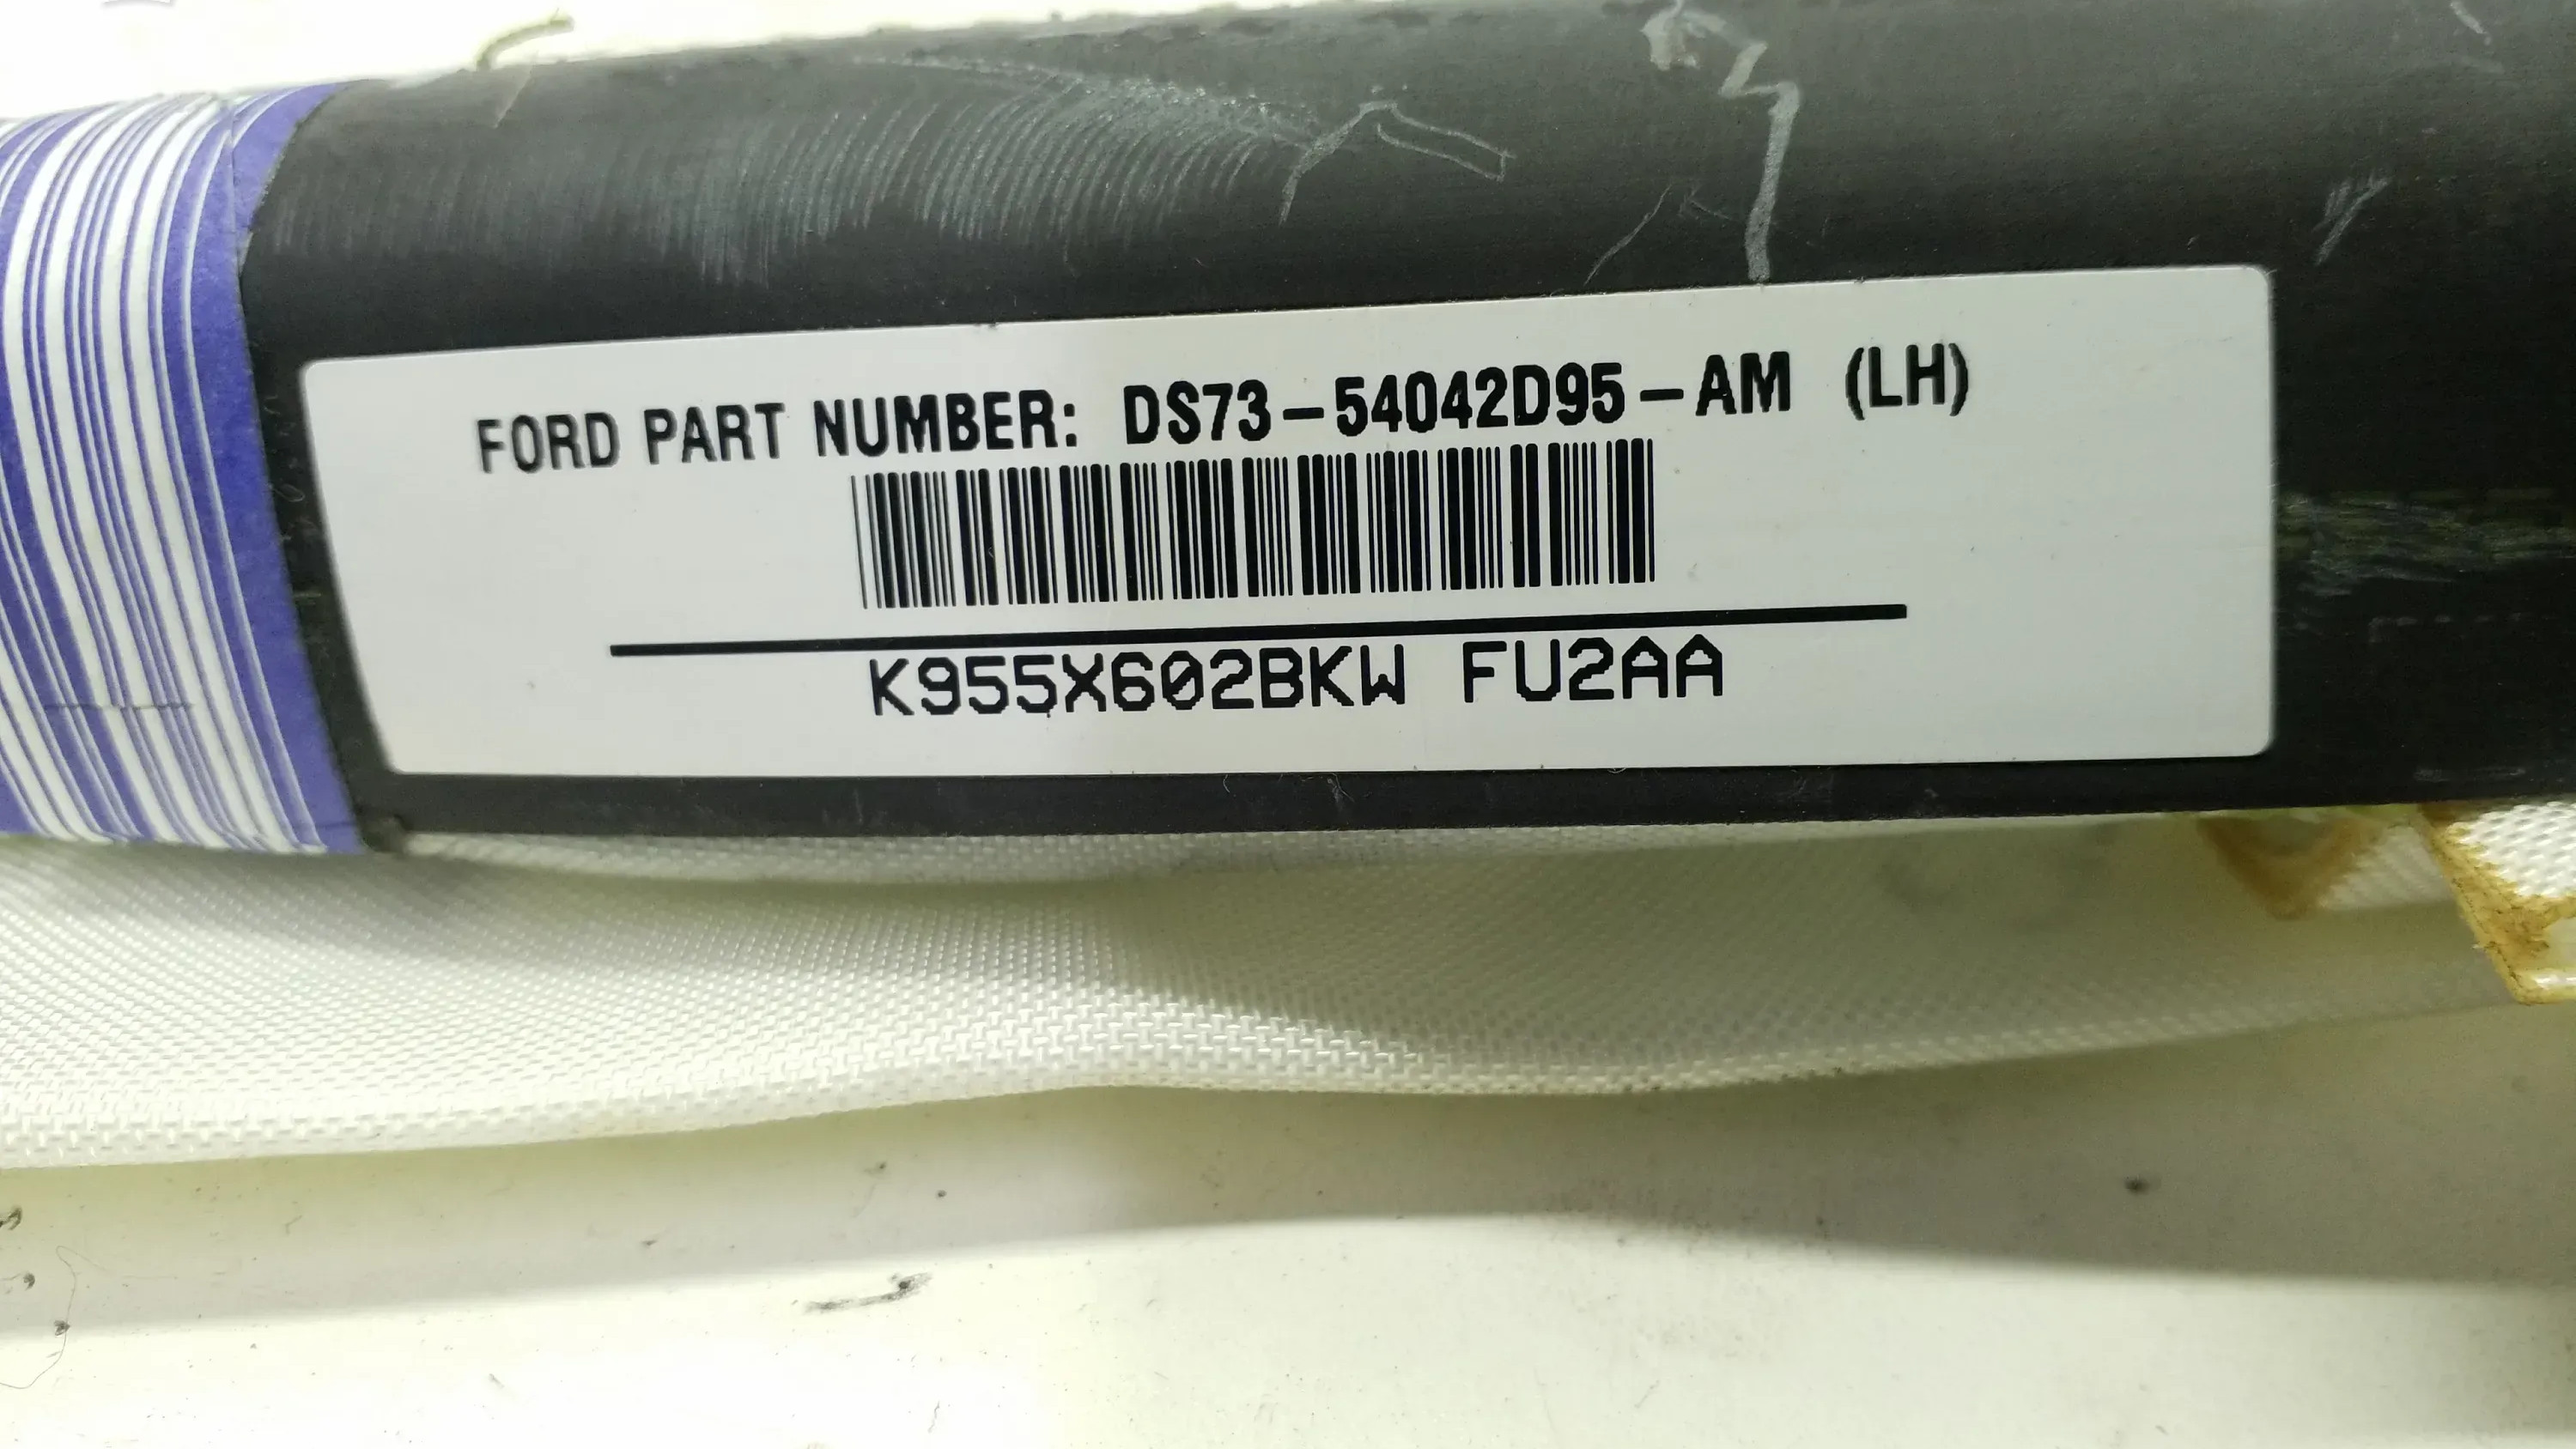 FORD PART NUMBER: DS73-54042D95-AM (LH)
K955X602BKW FU2AA